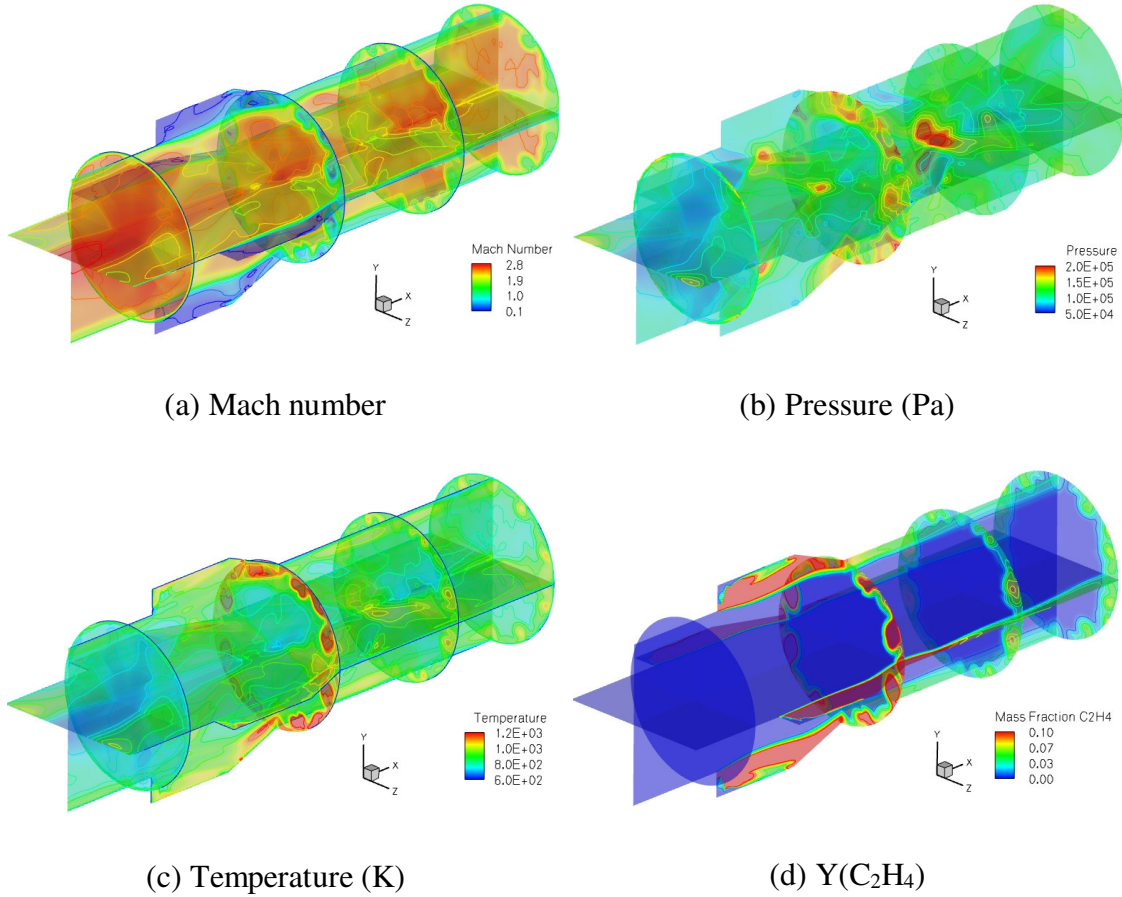 Mach Number
2.8
1.9
1.0
0.1
Y
X
Z
(a) Mach number
Pressure
2.0E+05
1.5E+05
1.0E+05
5.0E+04
Y
X
Z
(b) Pressure (Pa)
Temperature
1.2E+03
1.0E+03
8.0E+02
6.0E+02
Y
X
Z
(c) Temperature (K)
Mass Fraction C2H4
0.10
0.07
0.03
0.00
Y
X
Z
(d) Y(C₂H₄)